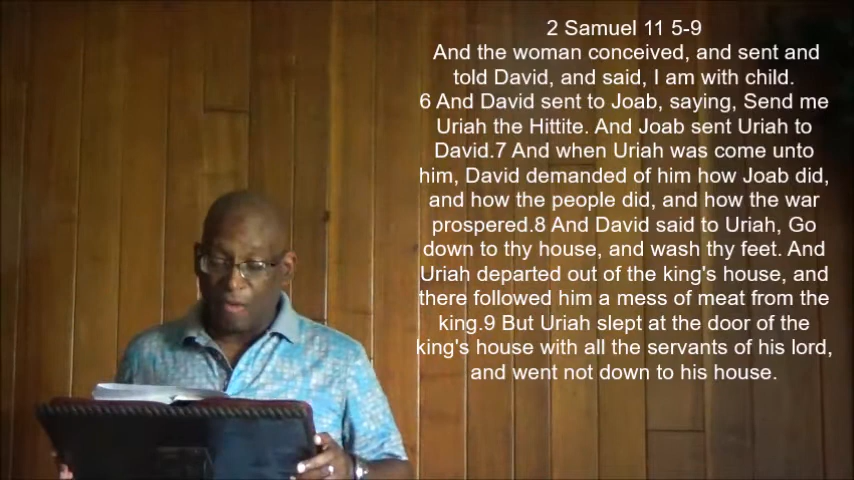 2 Samuel 11 5-9
And the woman conceived, and sent and
told David, and said, I am with child.
6 And David sent to Joab, saying, Send me
Uriah the Hittite. And Joab sent Uriah to
David.7 And when Uriah was come unto
him, David demanded of him how Joab did,
and how the people did, and how the war
prospered.8 And David said to Uriah, Go
down to thy house, and wash thy feet. And
Uriah departed out of the king's house, and
there followed him a mess of meat from the
king.9 But Uriah slept at the door of the
king's house with all the servants of his lord,
and went not down to his house.